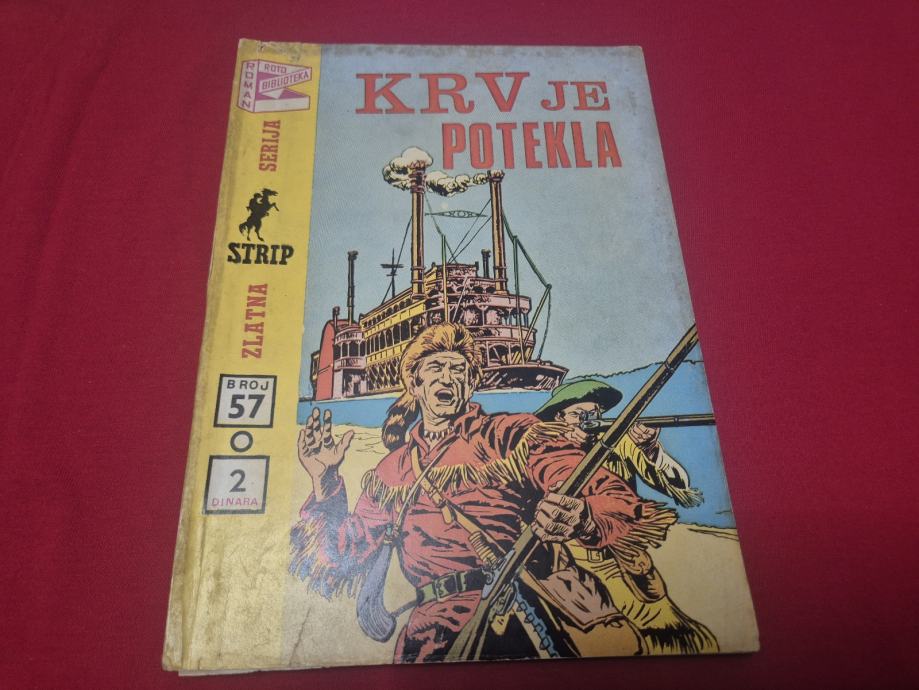 ROMAN
ROTO
BIBLIOTEKA
KRV JE
POTEKLA
ZLATNA
STRIP
SERIJA
BROJ
57
2
DINARA